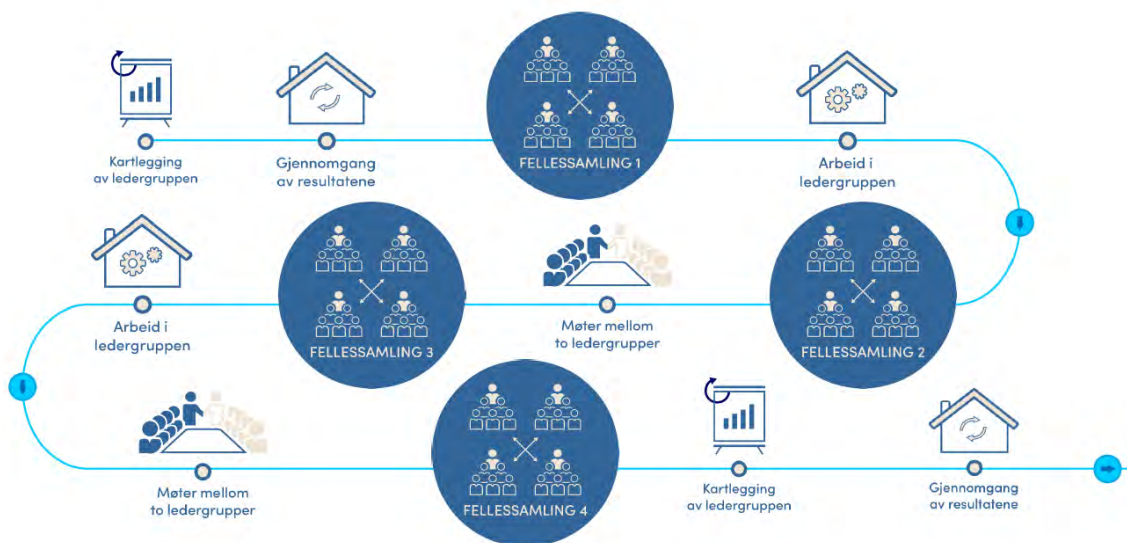 Kartlegging
av ledergruppen
Gjennomgang
av resultatene
FELLESSAMLING 1
Arbeid i
ledergruppen
FELLESSAMLING 2
Møter mellom
to ledergrupper
FELLESSAMLING 3
Arbeid i
ledergruppen
Møter mellom
to ledergrupper
FELLESSAMLING 4
Kartlegging
av ledergruppen
Gjennomgang
av resultatene